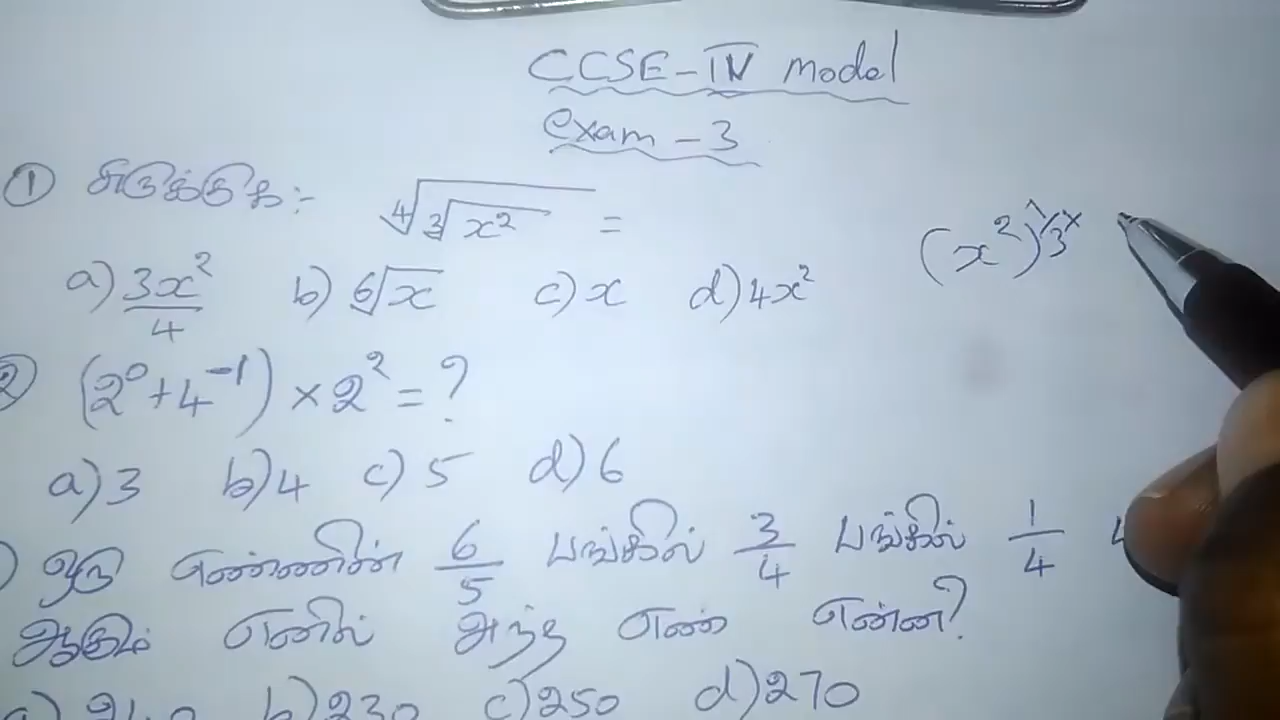 CCSE-IV model
exam - 3
① சுருக்குக:- ⁴√³√x² =
(x²)^1/3 ×
a) 3x²/4 b) ⁶√x c) x d) 4x²
② (2⁰+4⁻¹) × 2² = ?
a) 3 b) 4 c) 5 d) 6
) ஒரு எண்ணின் 6/5 பங்கில் 3/4 பங்கில் 1/4
ஆகும் எனில் அந்த எண் என்ன?
b) 230 c) 250 d) 270